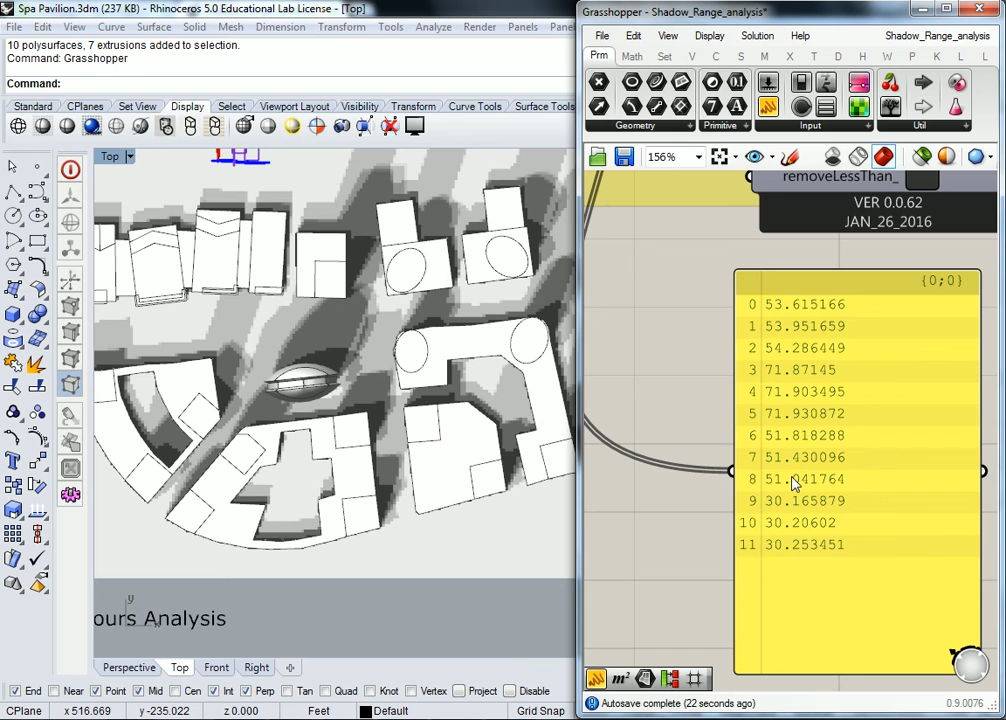 Spa Pavilion.3dm (237 KB) - Rhinoceros 5.0 Educational Lab License - [Top]
File Edit View Curve Surface Solid Mesh Dimension Transform Tools Analyze Render Panels Panels
10 polysurfaces, 7 extrusions added to selection.
Command: Grasshopper
Command:
Standard CPlanes Set View Display Select Viewport Layout Visibility Transform Curve Tools Surface Tools
Top
ours Analysis
y
x
Perspective Top Front Right
End Near Point Mid Cen Int Perp Tan Quad Knot Vertex Project Disable
CPlane x 516.669 y -235.022 z 0.000 Feet Default Grid Snap
Grasshopper - Shadow_Range_analysis*
File Edit View Display Solution Help Shadow_Range_analysis
Prm Math Set V C S M X D H W P K L L
Geometry Primitive Input Util
156%
removeLessThan_
VER 0.0.62
JAN_26_2016
{0;0}
0 53.615166
1 53.951659
2 54.286449
3 71.87145
4 71.903495
5 71.930872
6 51.818288
7 51.430096
8 51.041764
9 30.165879
10 30.20602
11 30.253451
m²
Autosave complete (22 seconds ago) 0.9.0076